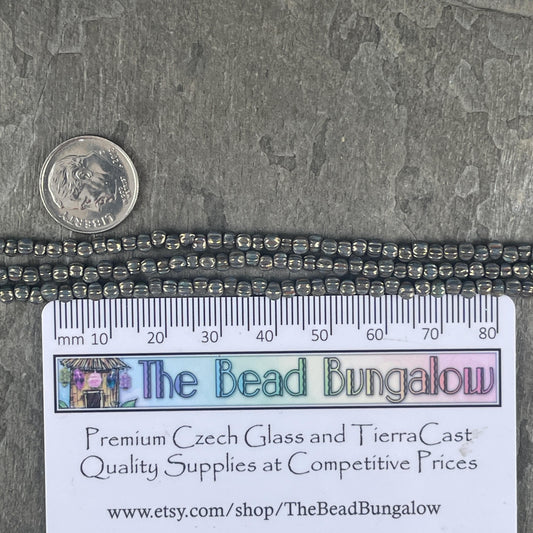 LIBERTY
mm 10 20 30 40 50 60 70 80
The Bead Bungalow
Premium Czech Glass and TierraCast
Quality Supplies at Competitive Prices
www.etsy.com/shop/TheBeadBungalow